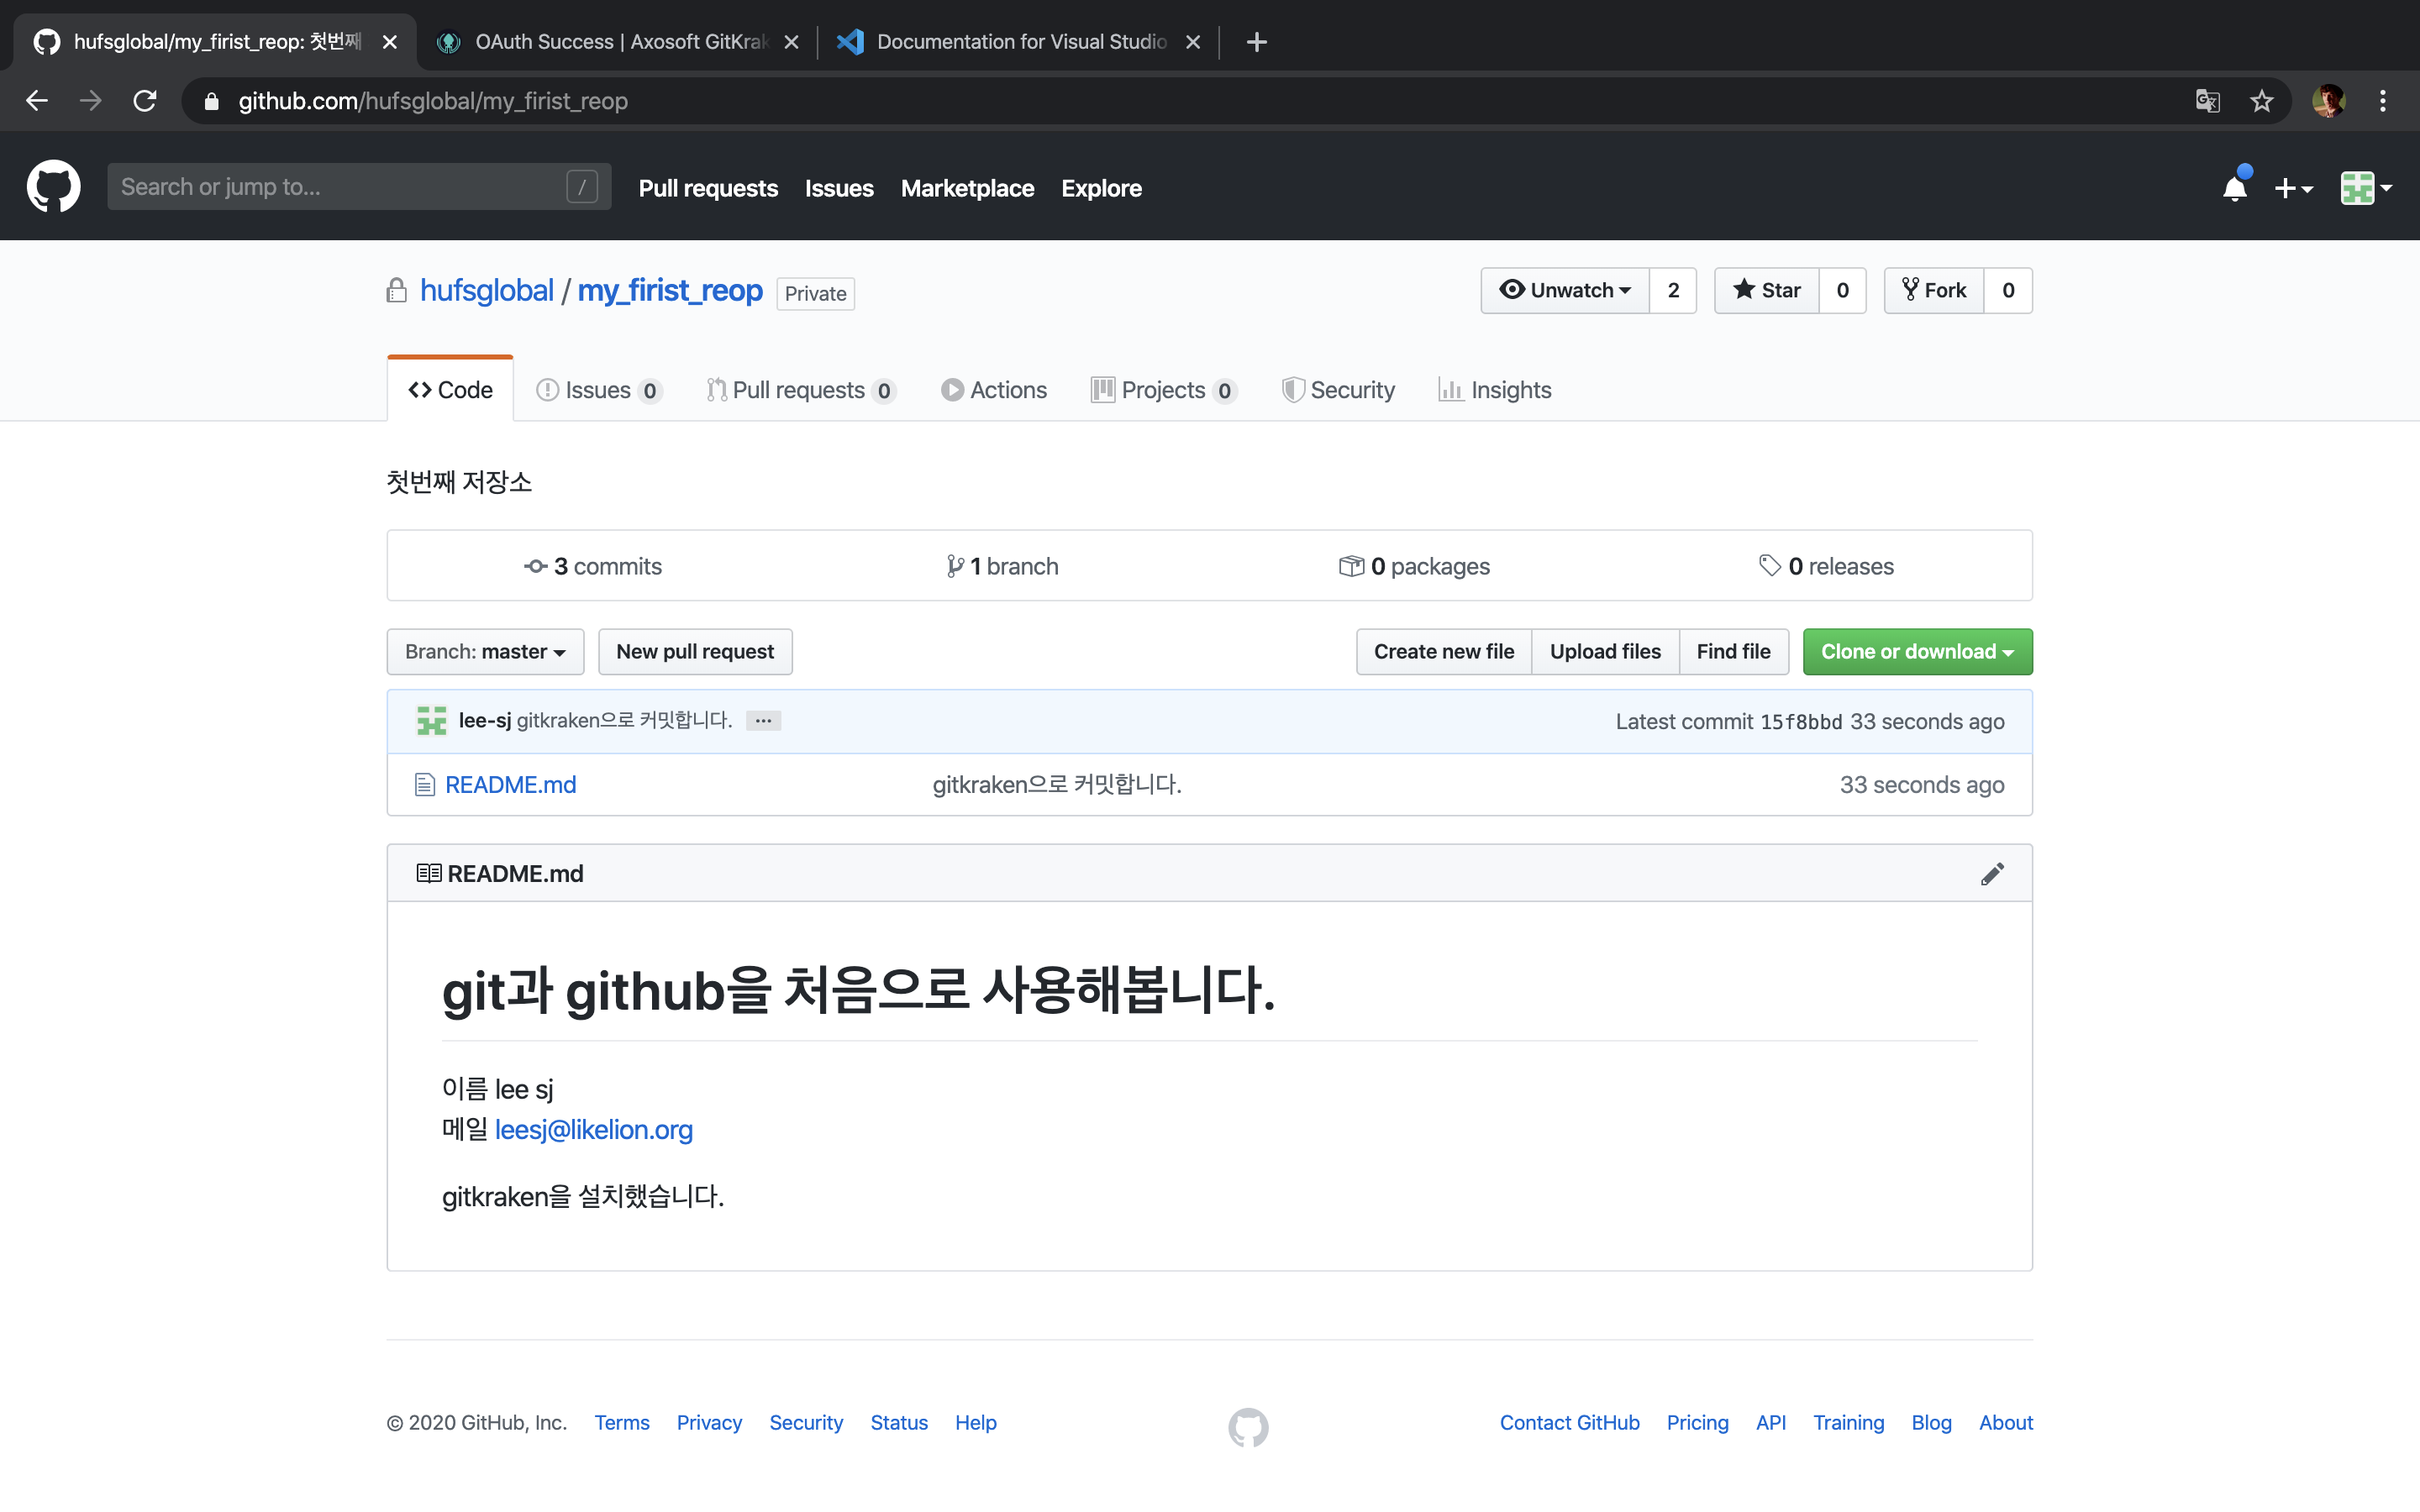 hufsglobal/my_firist_reop: 첫번째
OAuth Success | Axosoft GitKrak
Documentation for Visual Studio
github.com/hufsglobal/my_firist_reop
Search or jump to...
/
Pull requests
Issues
Marketplace
Explore
hufsglobal / my_firist_reop Private
Unwatch 2
Star 0
Fork 0
Code
Issues 0
Pull requests 0
Actions
Projects 0
Security
Insights
첫번째 저장소
3 commits
1 branch
0 packages
0 releases
Branch: master
New pull request
Create new file
Upload files
Find file
Clone or download
lee-sj gitkraken으로 커밋합니다. ...
Latest commit 15f8bbd 33 seconds ago
README.md
gitkraken으로 커밋합니다.
33 seconds ago
README.md
git과 github을 처음으로 사용해봅니다.
이름 lee sj
메일 leesj@likelion.org
gitkraken을 설치했습니다.
© 2020 GitHub, Inc.
Terms
Privacy
Security
Status
Help
Contact GitHub
Pricing
API
Training
Blog
About